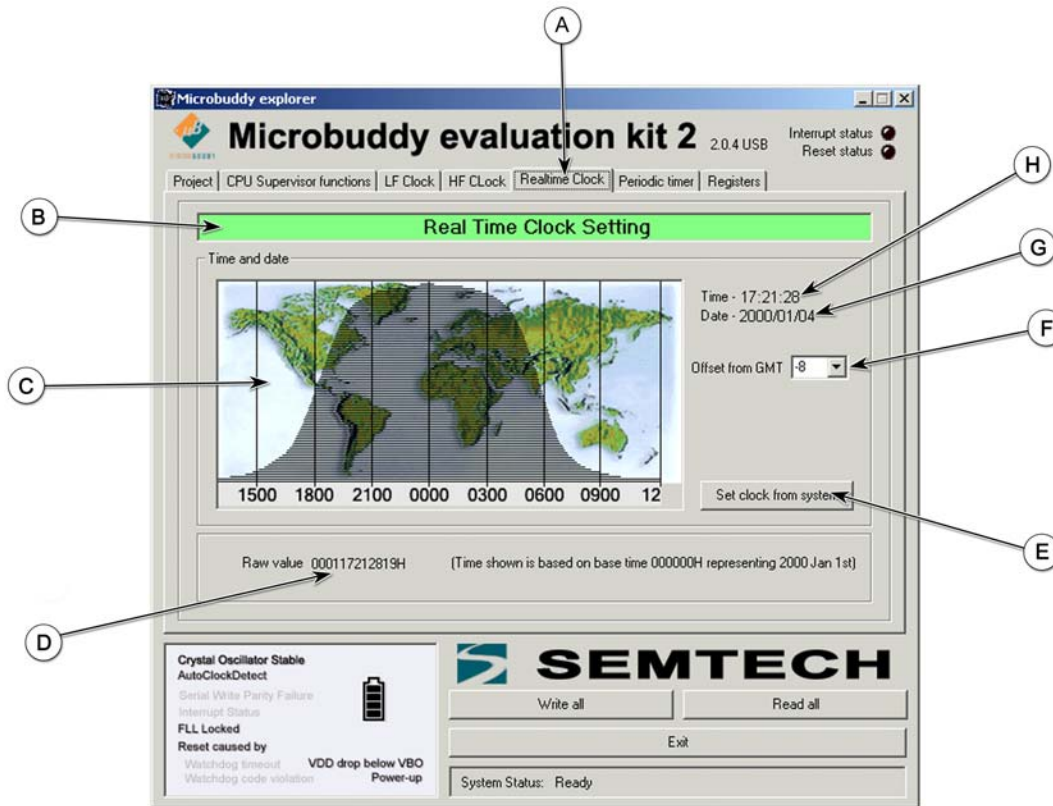 A
Microbuddy explorer
Microbuddy evaluation kit 2 2.0.4 USB
Interrupt status
Reset status
Project CPU Supervisor functions LF Clock HF CLock Realtime Clock Periodic timer Registers
H
B
Real Time Clock Setting
G
Time and date
Time - 17:21:28
Date - 2000/01/04
F
Offset from GMT -8
C
1500 1800 2100 0000 0300 0600 0900 12
Set clock from system
E
Raw value 000117212819H (Time shown is based on base time 000000H representing 2000 Jan 1st)
D
Crystal Oscillator Stable
AutoClockDetect
Serial Write Parity Failure
Interrupt Status
FLL Locked
Reset caused by
Watchdog timeout VDD drop below VBO
Watchdog code violation Power-up
SEMTECH
Write all Read all
Exit
System Status: Ready